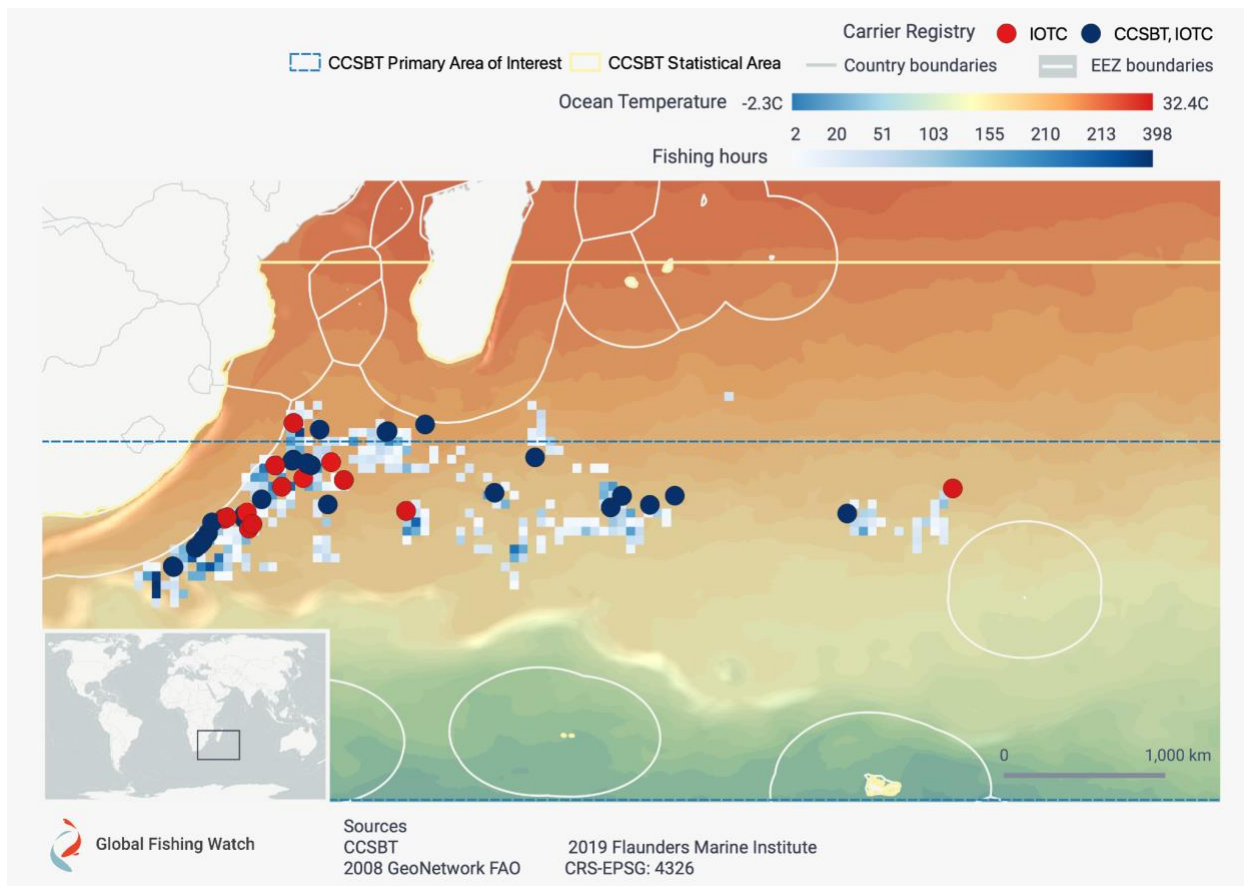 Carrier Registry IOTC CCSBT, IOTC
CCSBT Primary Area of Interest CCSBT Statistical Area Country boundaries EEZ boundaries
Ocean Temperature -2.3C 32.4C
2 20 51 103 155 210 213 398
Fishing hours
0 1,000 km
Global Fishing Watch
Sources
CCSBT 2019 Flaunders Marine Institute
2008 GeoNetwork FAO CRS-EPSG: 4326